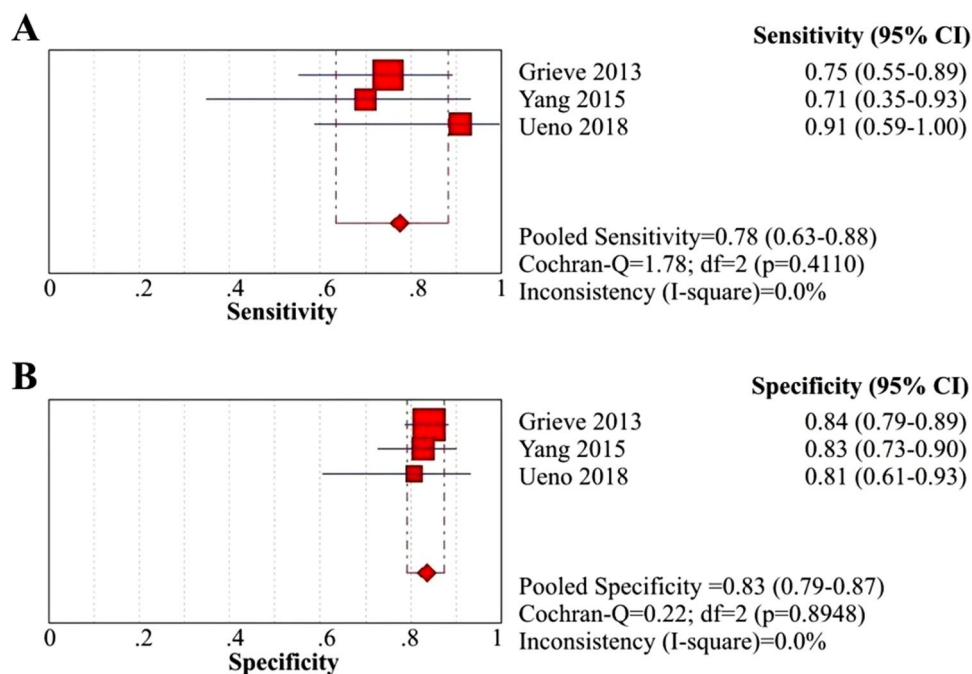 A
Sensitivity (95% CI)
Grieve 2013 0.75 (0.55-0.89)
Yang 2015 0.71 (0.35-0.93)
Ueno 2018 0.91 (0.59-1.00)
Pooled Sensitivity=0.78 (0.63-0.88)
Cochran-Q=1.78; df=2 (p=0.4110)
Inconsistency (I-square)=0.0%
0 .2 .4 .6 .8 1
Sensitivity
B
Specificity (95% CI)
Grieve 2013 0.84 (0.79-0.89)
Yang 2015 0.83 (0.73-0.90)
Ueno 2018 0.81 (0.61-0.93)
Pooled Specificity =0.83 (0.79-0.87)
Cochran-Q=0.22; df=2 (p=0.8948)
Inconsistency (I-square)=0.0%
0 .2 .4 .6 .8 1
Specificity